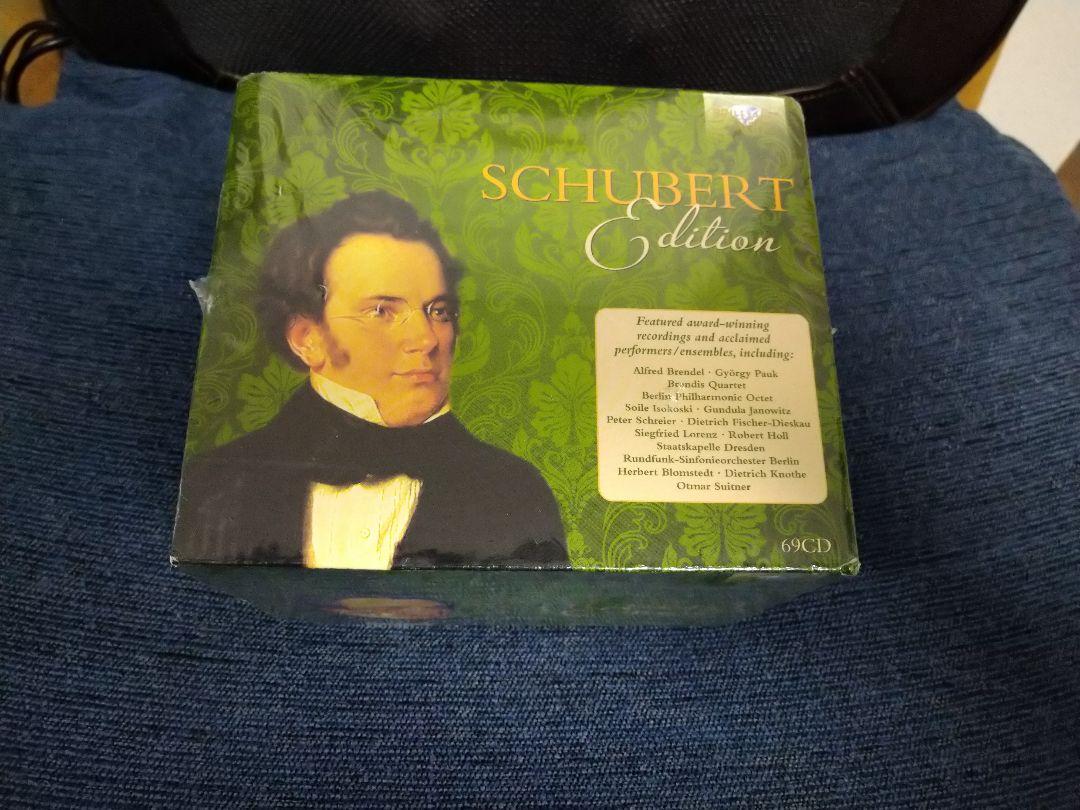 SCHUBERT
Edition
Featured award-winning
recordings and acclaimed
performers/ensembles, including:
Alfred Brendel · György Pauk
Brandis Quartet
Berlin Philharmonic Octet
Soile Isokoski · Gundula Janowitz
Peter Schreier · Dietrich Fischer-Dieskau
Siegfried Lorenz · Robert Holl
Staatskapelle Dresden
Rundfunk-Sinfonieorchester Berlin
Herbert Blomstedt · Dietrich Knothe
Otmar Suitner
69CD